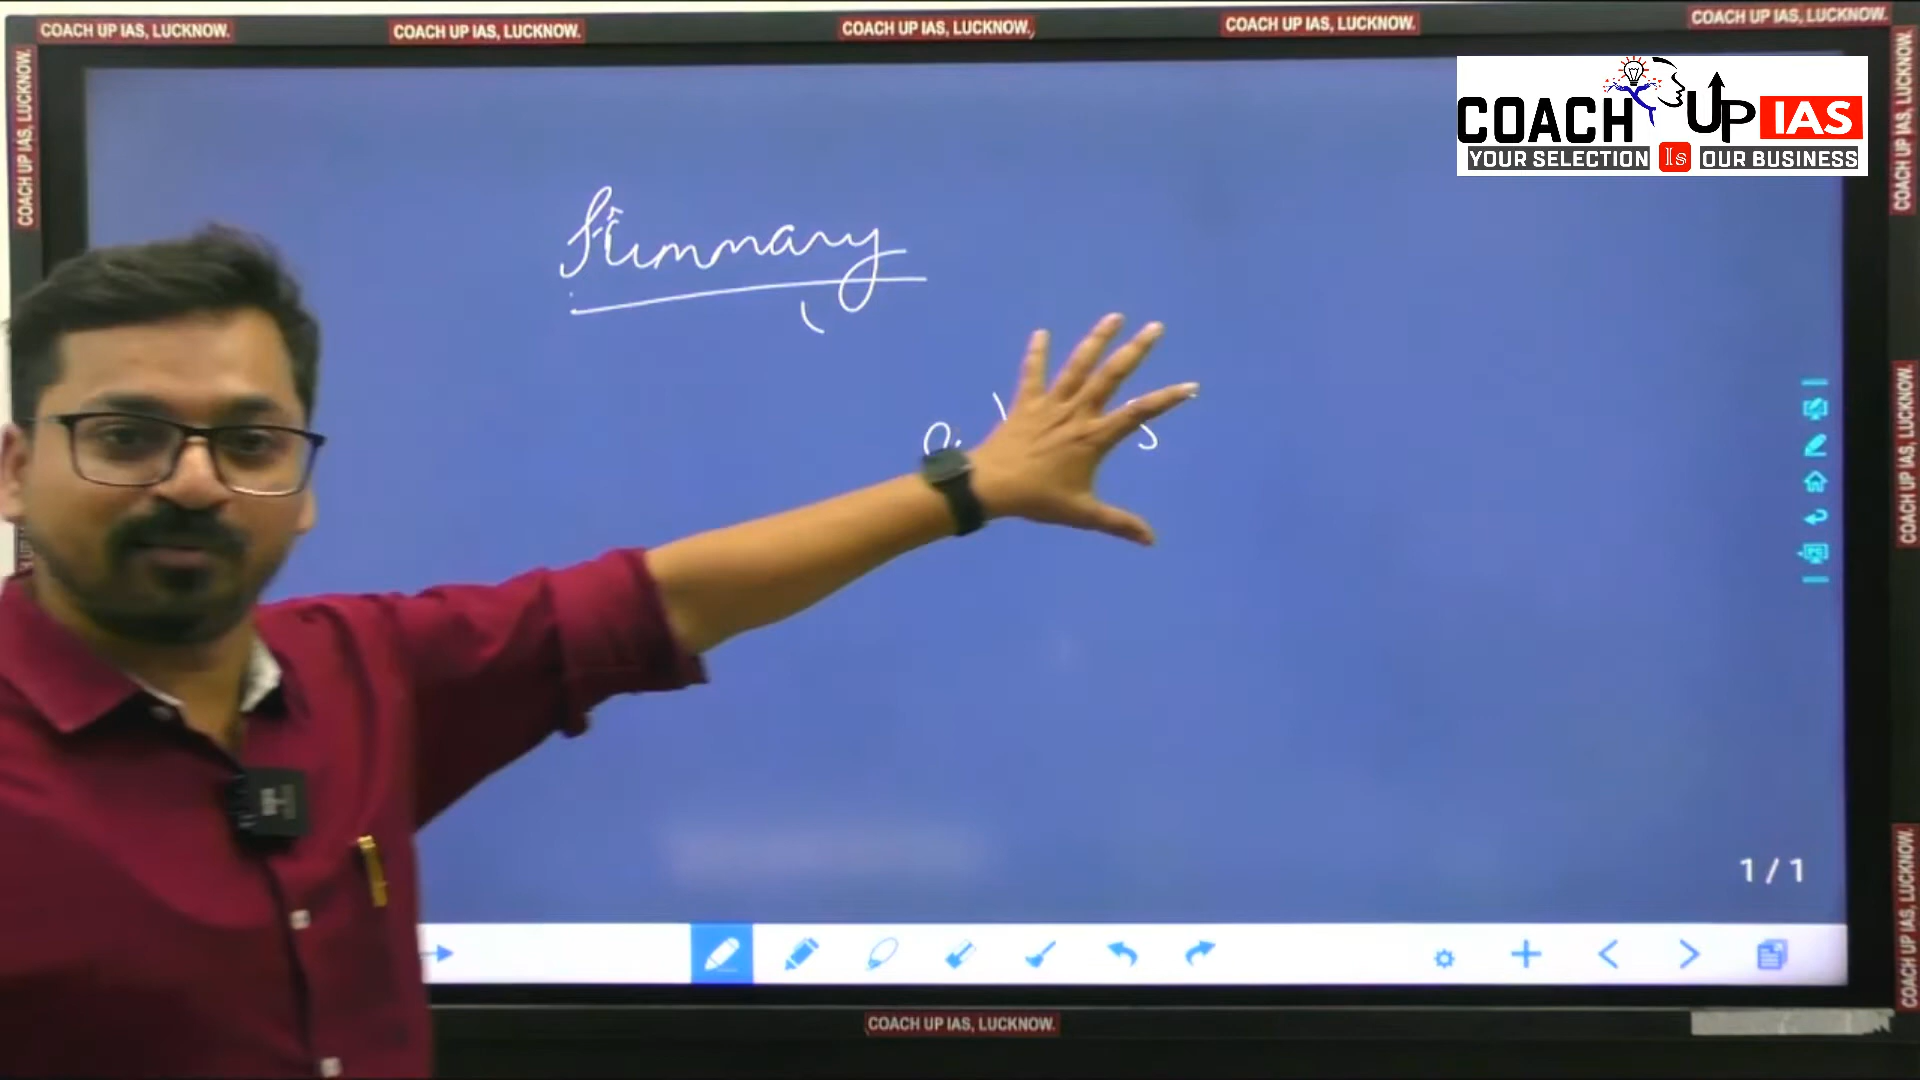 COACH UP IAS, LUCKNOW.
COACH UP IAS, LUCKNOW.
COACH UP IAS, LUCKNOW.
COACH UP IAS, LUCKNOW.
COACH UP IAS, LUCKNOW.
COACH UP IAS, LUCKNOW.
COACH UP IAS, LUCKNOW.
COACH UP IAS
YOUR SELECTION Is OUR BUSINESS
Summary
COACH UP IAS, LUCKNOW.
PC
1 / 1
COACH UP IAS, LUCKNOW.
COACH UP IAS, LUCKNOW.